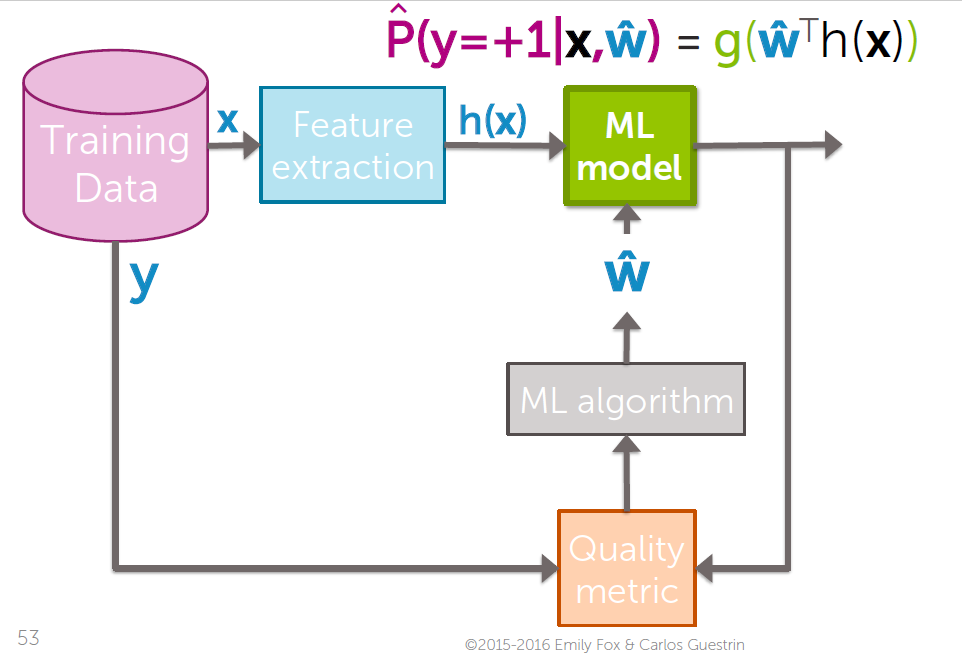 P̂(y=+1|x,ŵ) = g(ŵᵀh(x))
Training
Data
x
Feature
extraction
h(x)
ML
model
y
ŵ
ML algorithm
Quality
metric
53
©2015-2016 Emily Fox & Carlos Guestrin